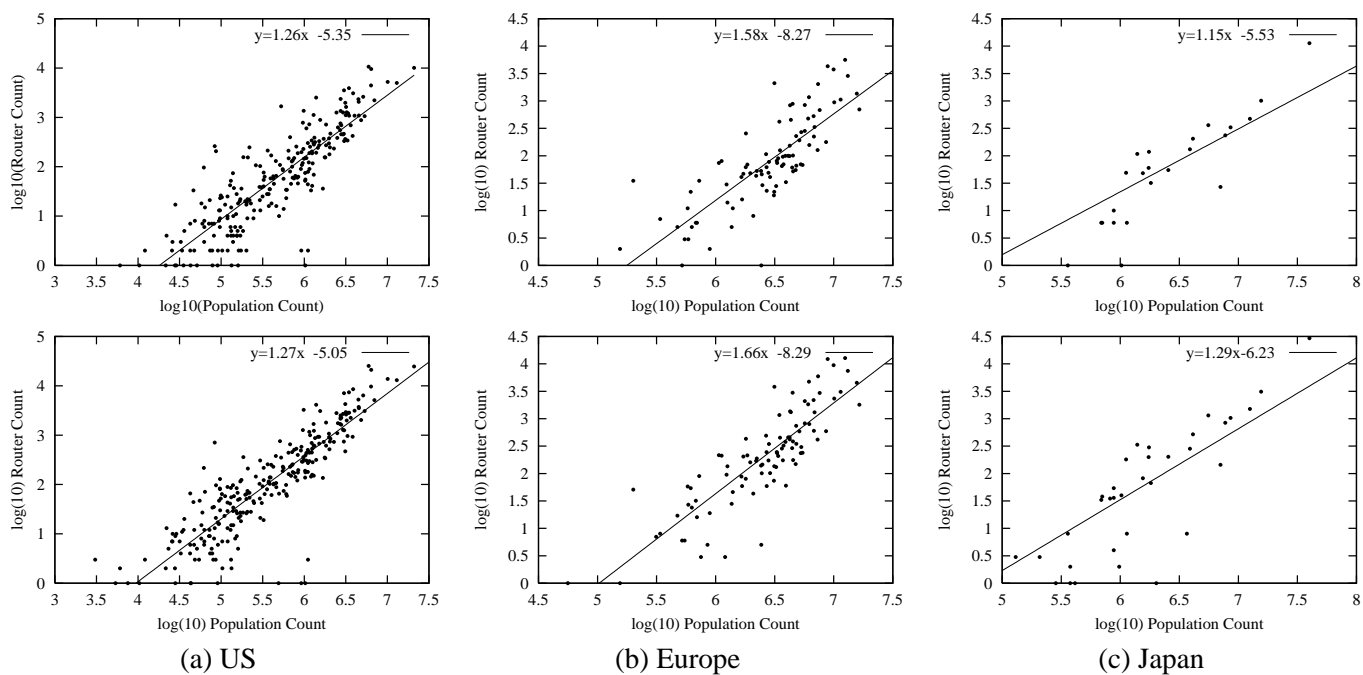 5
4
3
2
1
0
3 3.5 4 4.5 5 5.5 6 6.5 7 7.5
log10(Router Count)
log10(Population Count)
y=1.26x -5.35
4.5
4
3.5
3
2.5
2
1.5
1
0.5
0
4.5 5 5.5 6 6.5 7 7.5
log(10) Router Count
log(10) Population Count
y=1.58x -8.27
4.5
4
3.5
3
2.5
2
1.5
1
0.5
0
5 5.5 6 6.5 7 7.5 8
log(10) Router Count
log(10) Population Count
y=1.15x -5.53
5
4
3
2
1
0
3 3.5 4 4.5 5 5.5 6 6.5 7 7.5
log(10) Router Count
log(10) Population Count
y=1.27x -5.05
4.5
4
3.5
3
2.5
2
1.5
1
0.5
0
4.5 5 5.5 6 6.5 7 7.5
log(10) Router Count
log(10) Population Count
y=1.66x -8.29
4.5
4
3.5
3
2.5
2
1.5
1
0.5
0
5 5.5 6 6.5 7 7.5 8
log(10) Router Count
log(10) Population Count
y=1.29x-6.23
(a) US
(b) Europe
(c) Japan